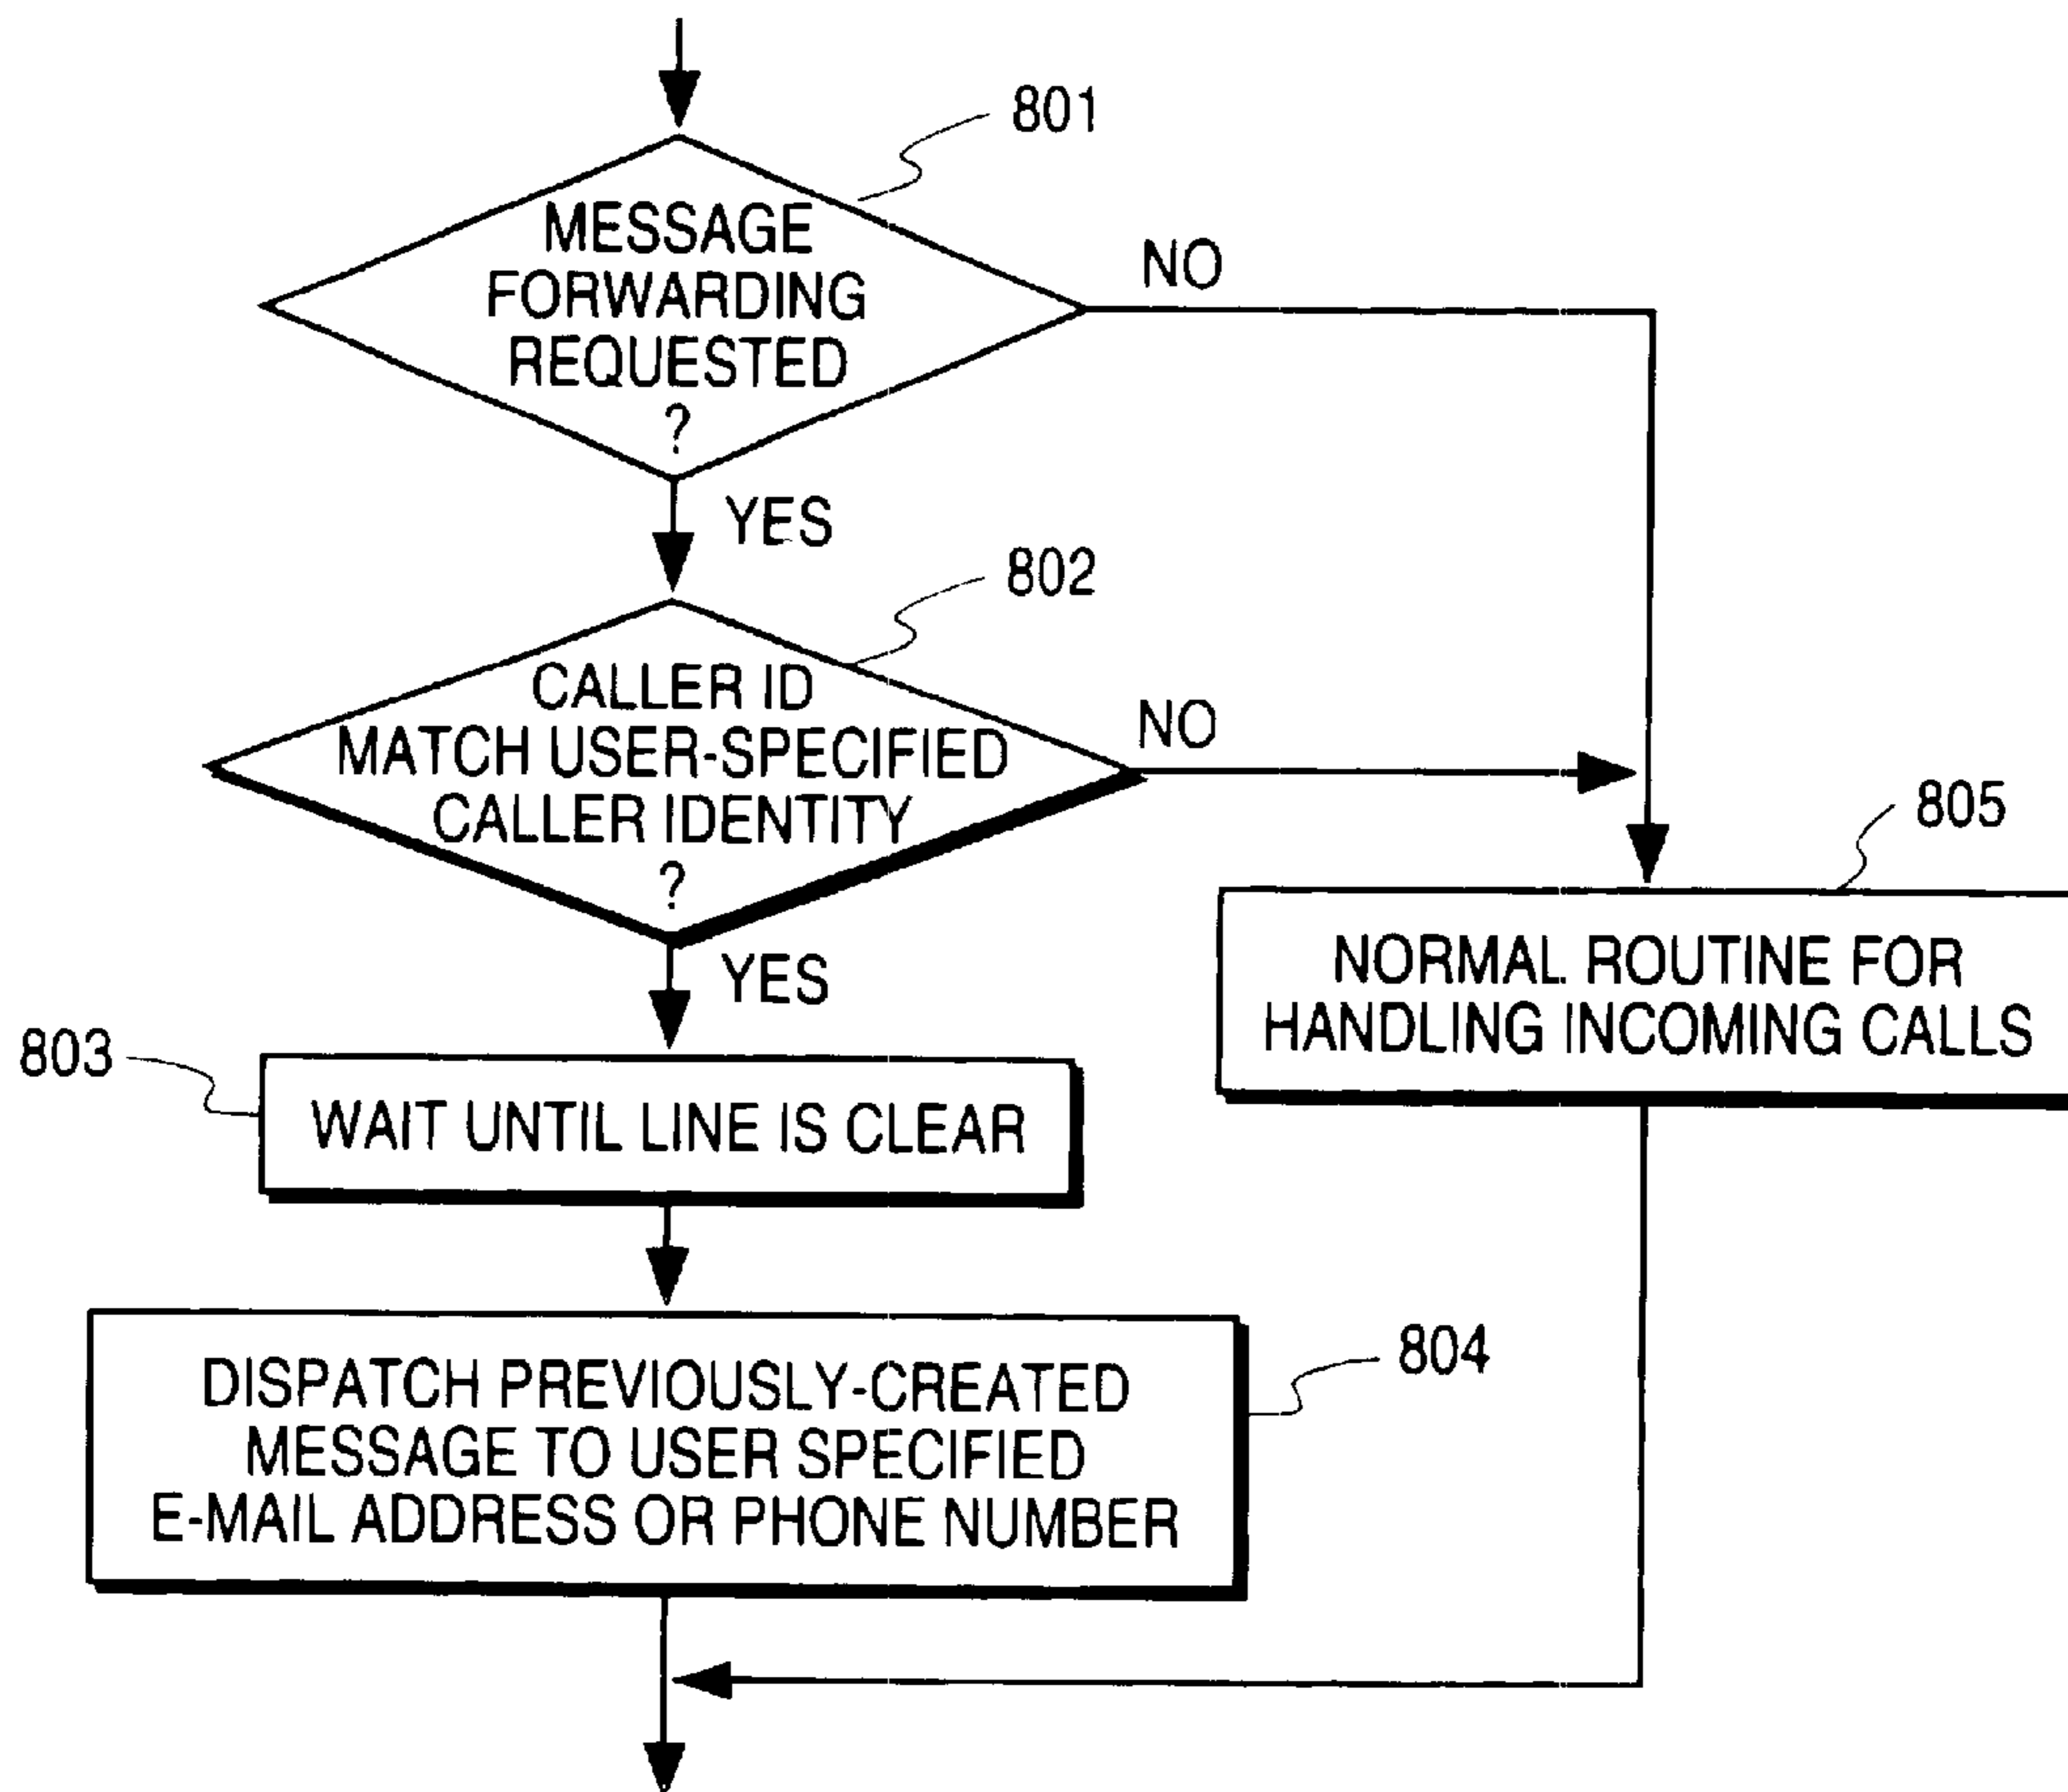 801
MESSAGE
FORWARDING
REQUESTED
?
NO
YES
802
CALLER ID
MATCH USER-SPECIFIED
CALLER IDENTITY
?
NO
YES
805
NORMAL ROUTINE FOR
HANDLING INCOMING CALLS
803
WAIT UNTIL LINE IS CLEAR
804
DISPATCH PREVIOUSLY-CREATED
MESSAGE TO USER SPECIFIED
E-MAIL ADDRESS OR PHONE NUMBER